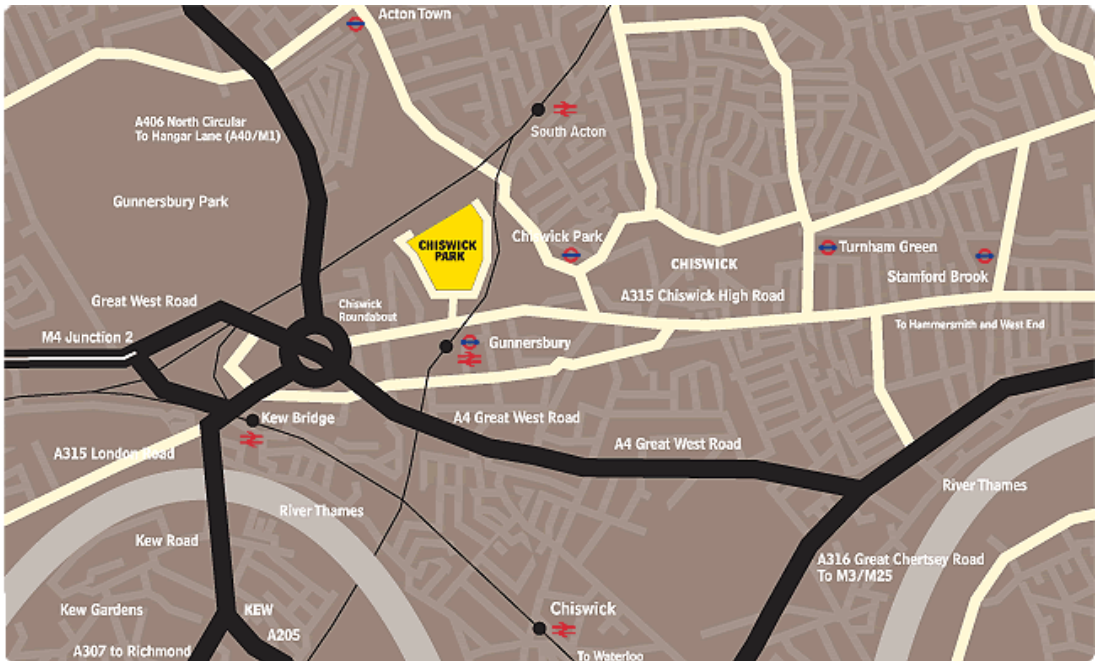 Acton Town
A406 North Circular
To Hangar Lane (A40/M1)
South Acton
Gunnersbury Park
CHISWICK
PARK
Chiswick Park
Turnham Green
CHISWICK
Stamford Brook
Great West Road
Chiswick
Roundabout
A315 Chiswick High Road
M4 Junction 2
Gunnersbury
To Hammersmith and West End
Kew Bridge
A4 Great West Road
A4 Great West Road
A315 London Road
River Thames
River Thames
Kew Road
A316 Great Chertsey Road
To M3/M25
Kew Gardens
KEW
Chiswick
A205
A307 to Richmond
To Waterloo